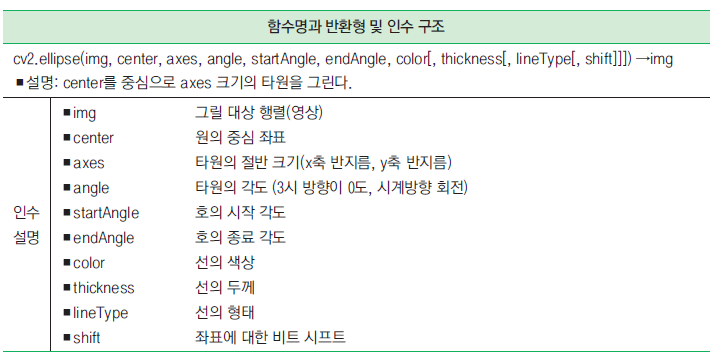 함수명과 반환형 및 인수 구조
cv2.ellipse(img, center, axes, angle, startAngle, endAngle, color[, thickness[, lineType[, shift]]]) →img
■ 설명: center를 중심으로 axes 크기의 타원을 그린다.
인수
설명
■ img 그릴 대상 행렬(영상)
■ center 원의 중심 좌표
■ axes 타원의 절반 크기(x축 반지름, y축 반지름)
■ angle 타원의 각도 (3시 방향이 0도, 시계방향 회전)
■ startAngle 호의 시작 각도
■ endAngle 호의 종료 각도
■ color 선의 색상
■ thickness 선의 두께
■ lineType 선의 형태
■ shift 좌표에 대한 비트 시프트